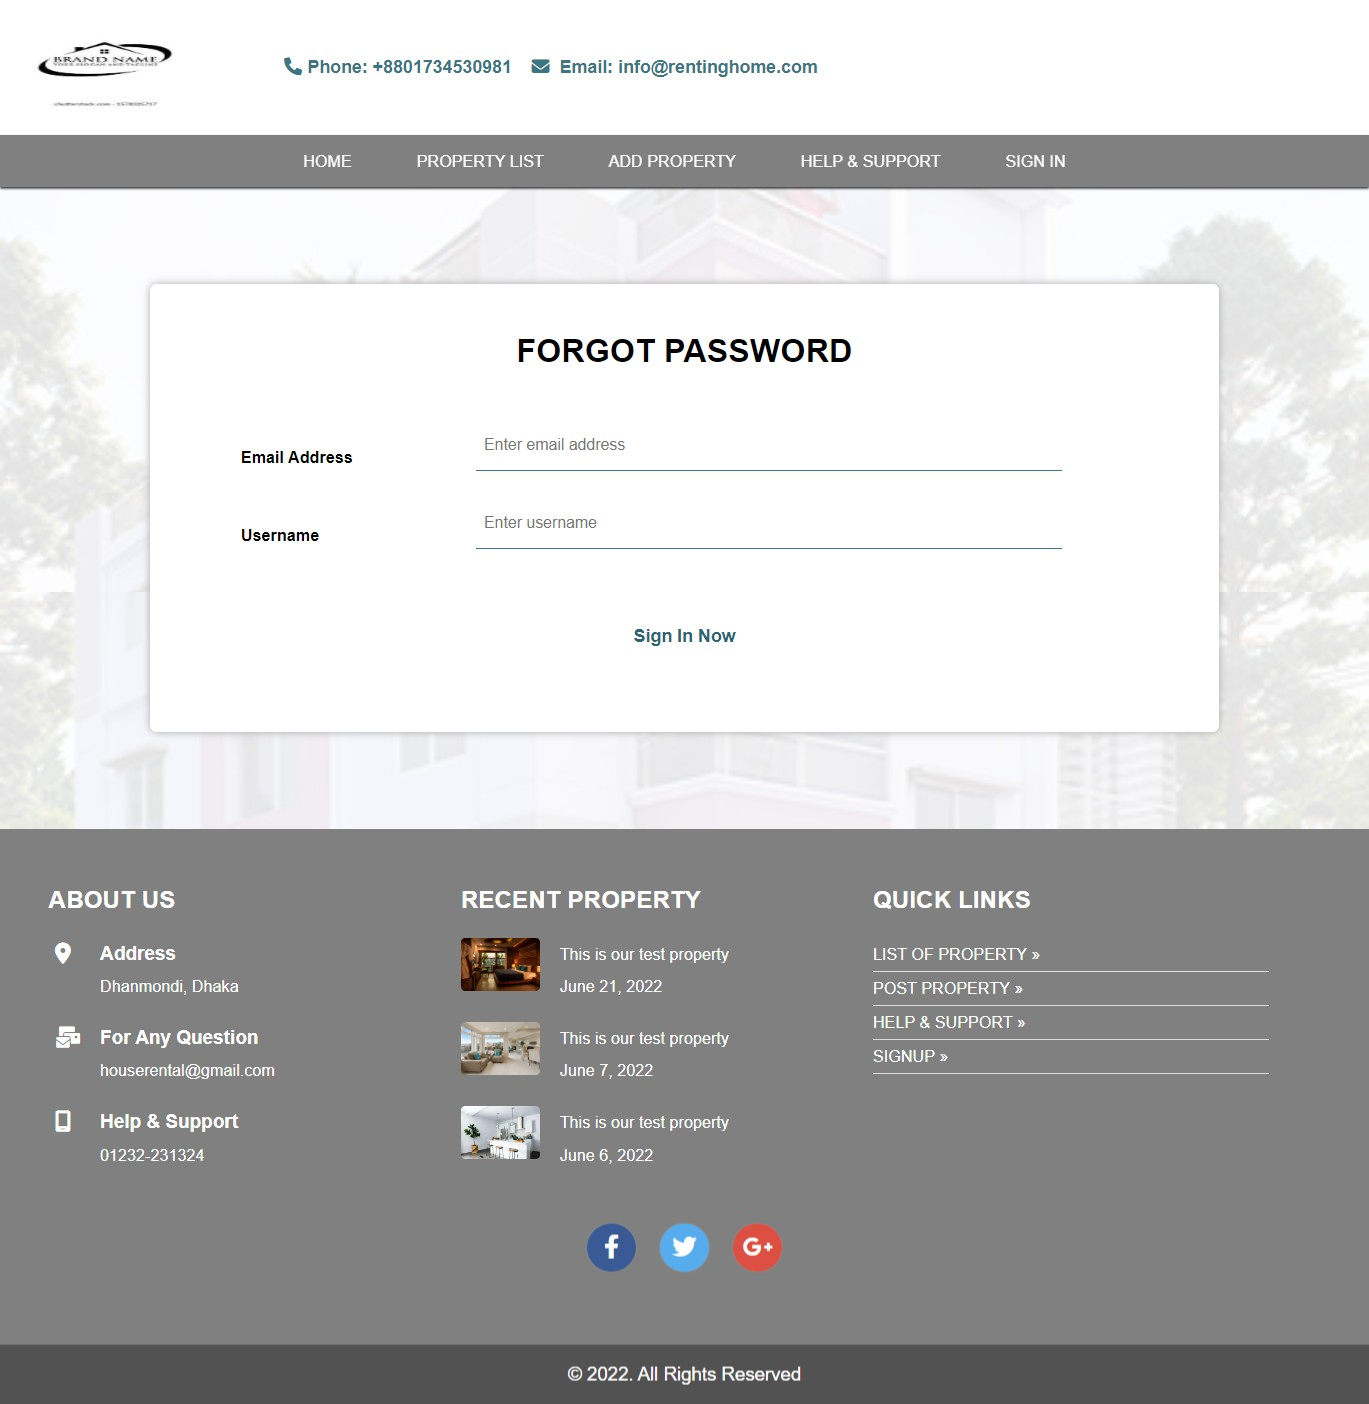 BRAND NAME
Phone: +8801734530981 Email: info@rentinghome.com
HOME PROPERTY LIST ADD PROPERTY HELP & SUPPORT SIGN IN
FORGOT PASSWORD
Email Address Enter email address
Username Enter username
Sign In Now
ABOUT US
Address
Dhanmondi, Dhaka
For Any Question
houserental@gmail.com
Help & Support
01232-231324
RECENT PROPERTY
This is our test property
June 21, 2022
This is our test property
June 7, 2022
This is our test property
June 6, 2022
QUICK LINKS
LIST OF PROPERTY »
POST PROPERTY »
HELP & SUPPORT »
SIGNUP »
© 2022. All Rights Reserved